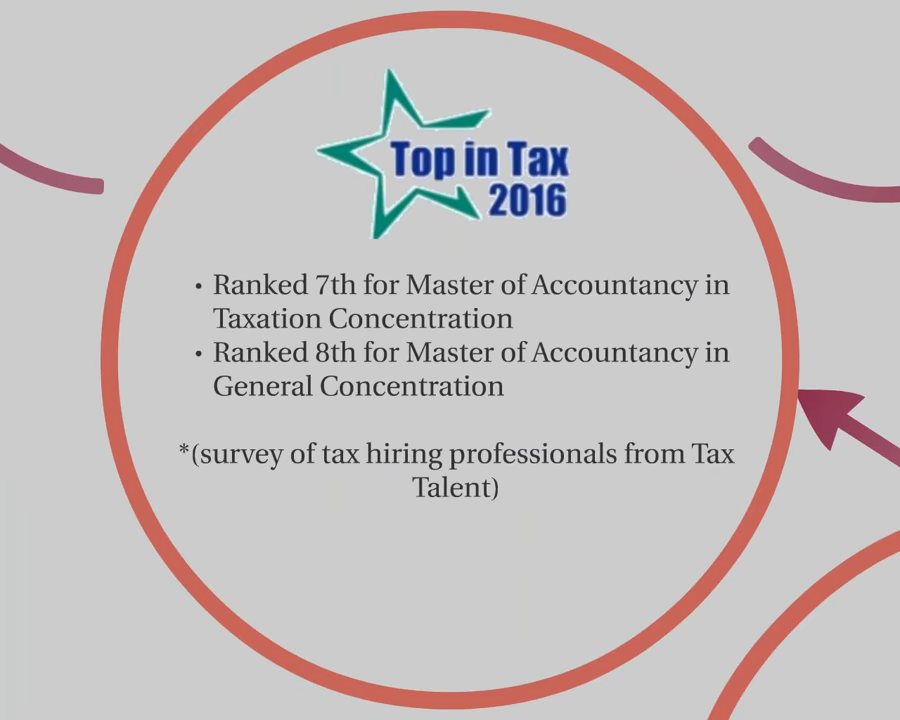 Top in Tax
2016
• Ranked 7th for Master of Accountancy in
Taxation Concentration
• Ranked 8th for Master of Accountancy in
General Concentration
*(survey of tax hiring professionals from Tax
Talent)